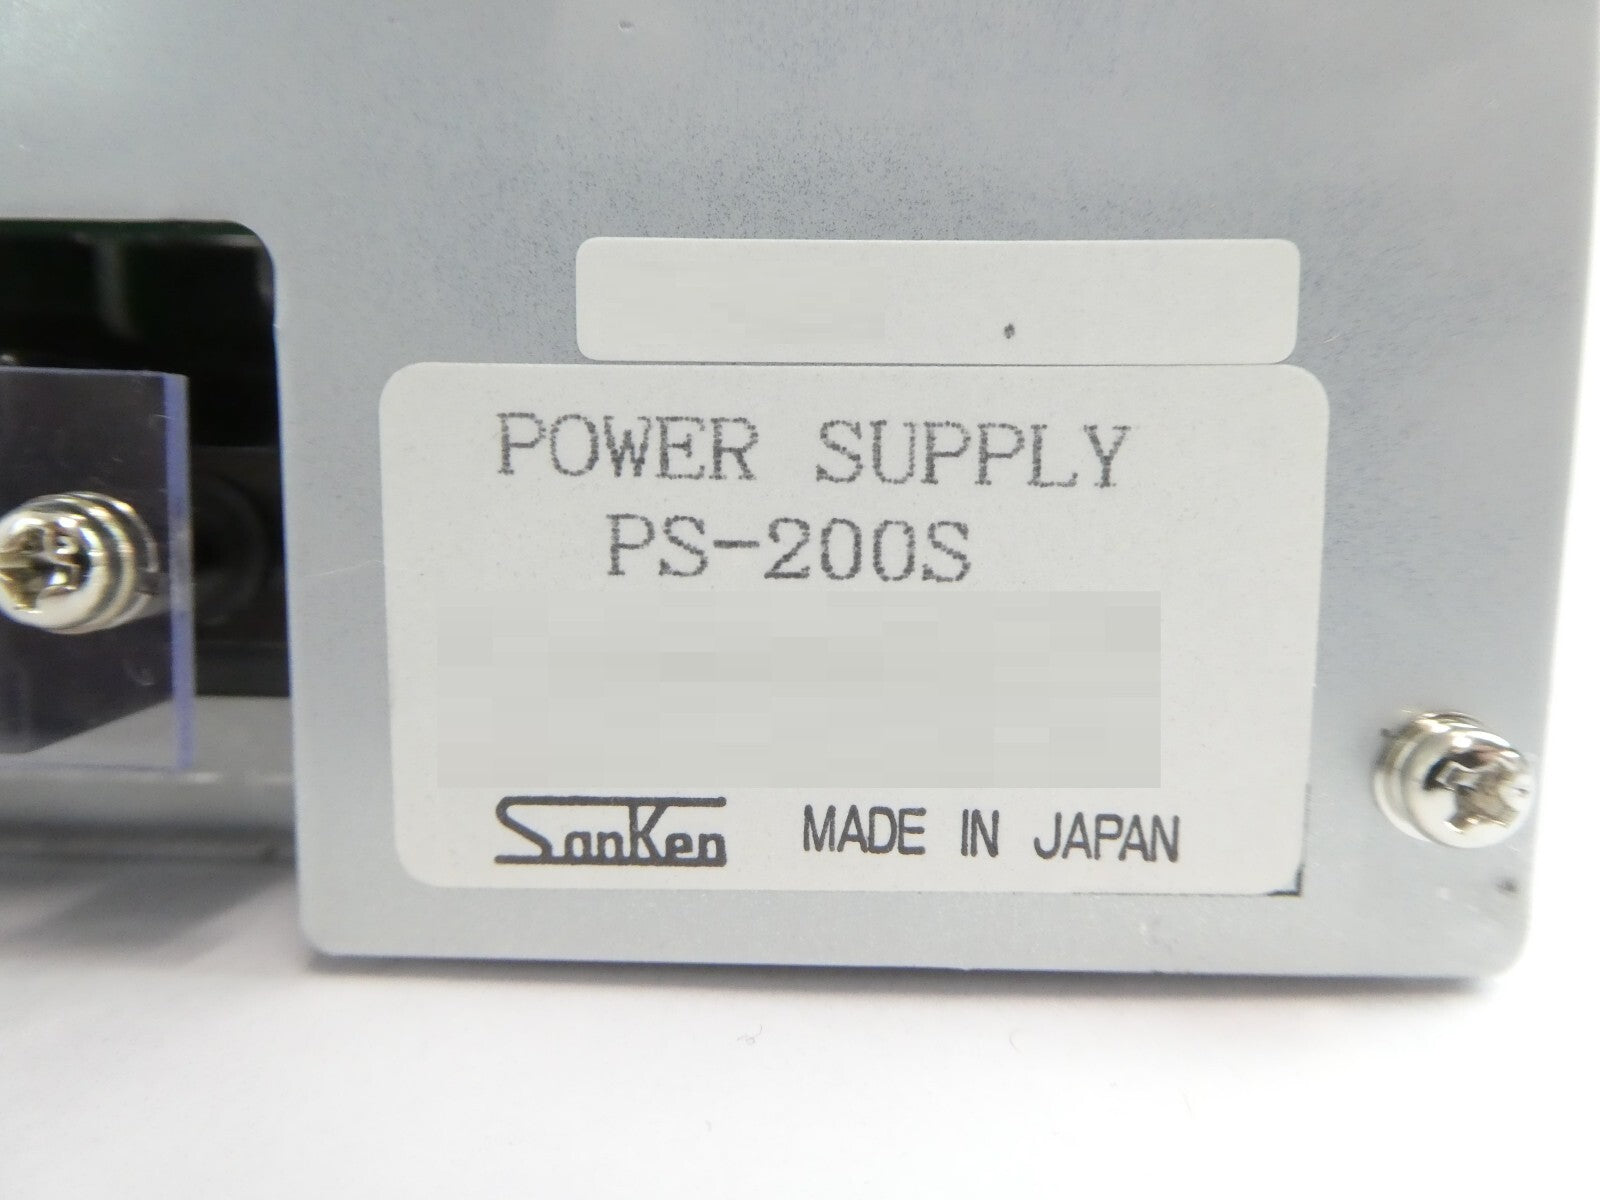 POWER SUPPLY
PS-200S
SanKen MADE IN JAPAN